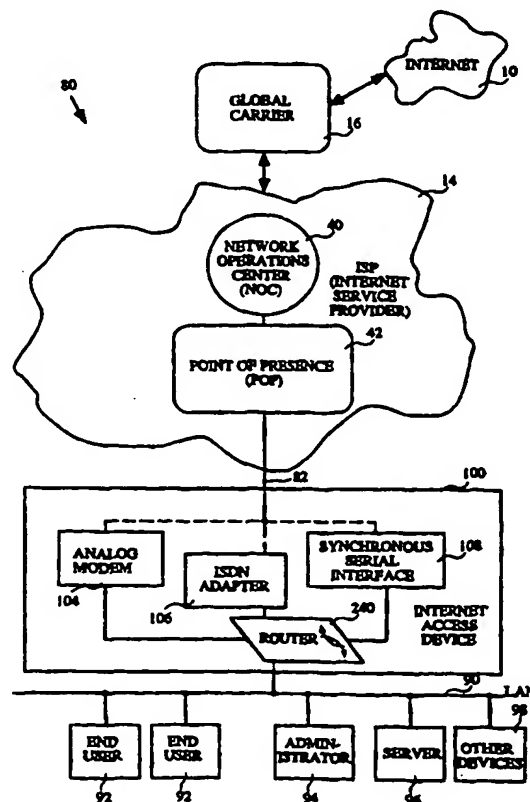 80
INTERNET
10
GLOBAL
CARRIER
16
14
40
NETWORK
OPERATIONS
CENTER
(NOC)
ISP
(INTERNET
SERVICE
PROVIDER)
42
POINT OF PRESENCE
(POP)
82
100
ANALOG
MODEM
104
ISDN
ADAPTER
106
SYNCHRONOUS
SERIAL
INTERFACE
108
240
ROUTER
INTERNET
ACCESS
DEVICE
90
LAN
98
END
USER
92
END
USER
92
ADMIN-
ISTRATOR
94
SERVER
96
OTHER
DEVICES